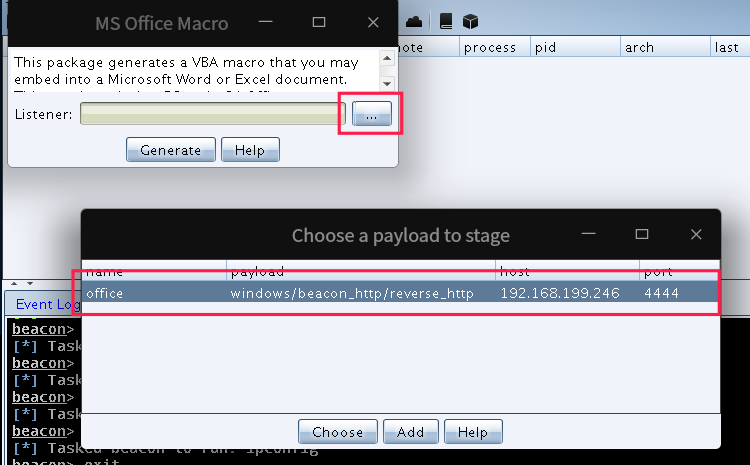 MS Office Macro
note process pid arch last
This package generates a VBA macro that you may
embed into a Microsoft Word or Excel document.
Listener:
...
Generate Help
Choose a payload to stage
name payload host port
office windows/beacon_http/reverse_http 192.168.199.246 4444
Event Log
beacon>
[*] Task
beacon>
[*] Task
beacon>
[*] Task
beacon>
[*] Task
beacon>
[*] Tasked beacon to run: ipconfig
beacon> exit
Choose Add Help